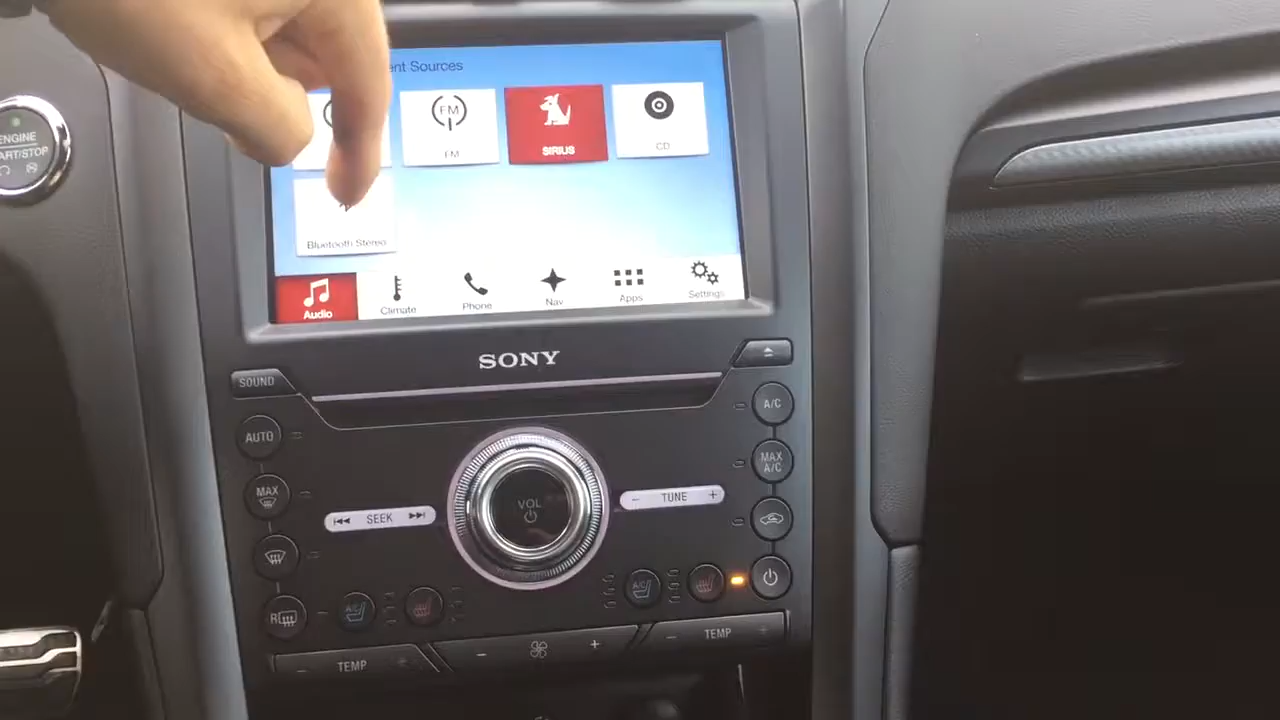 ent Sources
FM
FM
SIRIUS
CD
Bluetooth Stereo
Audio
Climate
Phone
Nav
Apps
Settings
ENGINE
ART/STOP
SONY
SOUND
A/C
AUTO
MAX
A/C
MAX
VOL
SEEK
- TUNE +
R
A/C
A/C
- TEMP
- +
- TEMP +